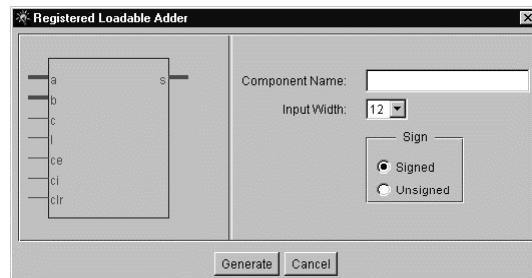 Registered Loadable Adder
a
s
b
c
l
ce
ci
clr
Component Name:
Input Width: 12
Sign
Signed
Unsigned
Generate Cancel